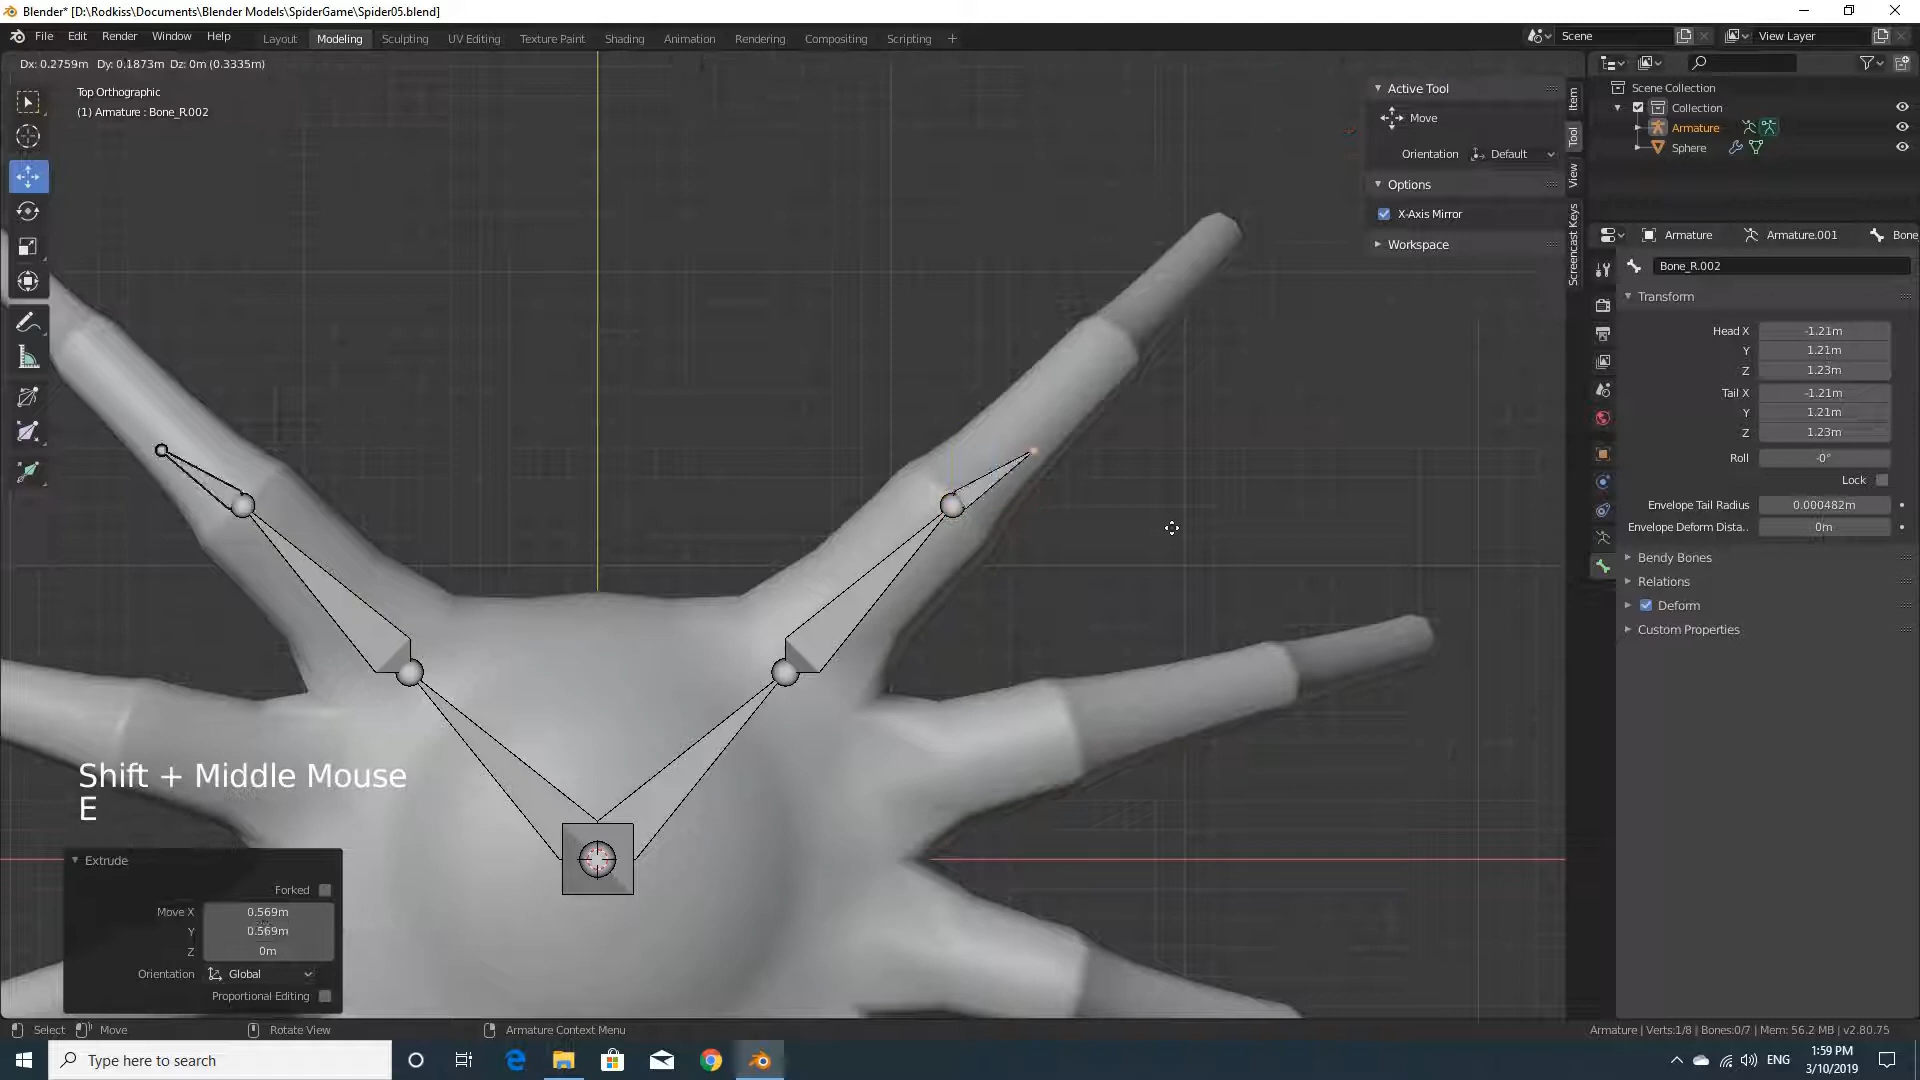 Blender* [D:\Rodkiss\Documents\Blender Models\SpiderGame\Spider05.blend]
File Edit Render Window Help
Layout Modeling Sculpting UV Editing Texture Paint Shading Animation Rendering Compositing Scripting +
Scene
View Layer
Dx: 0.2759m Dy: 0.1873m Dz: 0m (0.3335m)
Top Orthographic
(1) Armature : Bone_R.002
Active Tool
Move
Orientation Default
Options
X-Axis Mirror
Workspace
Item
Tool
View
Screencast Keys
Scene Collection
Collection
Armature
Sphere
Armature Armature.001 Bone
Bone_R.002
Transform
Head X -1.21m
Y 1.21m
Z 1.23m
Tail X -1.21m
Y 1.21m
Z 1.23m
Roll -0°
Lock
Envelope Tail Radius 0.000482m
Envelope Deform Dista.. 0m
Bendy Bones
Relations
Deform
Custom Properties
Shift + Middle Mouse
E
Extrude
Forked
Move X 0.569m
Y 0.569m
Z 0m
Orientation Global
Proportional Editing
Select Move Rotate View Armature Context Menu
Armature | Verts:1/8 | Bones:0/7 | Mem: 56.2 MB | v2.80.75
Type here to search
ENG
1:59 PM
3/10/2019